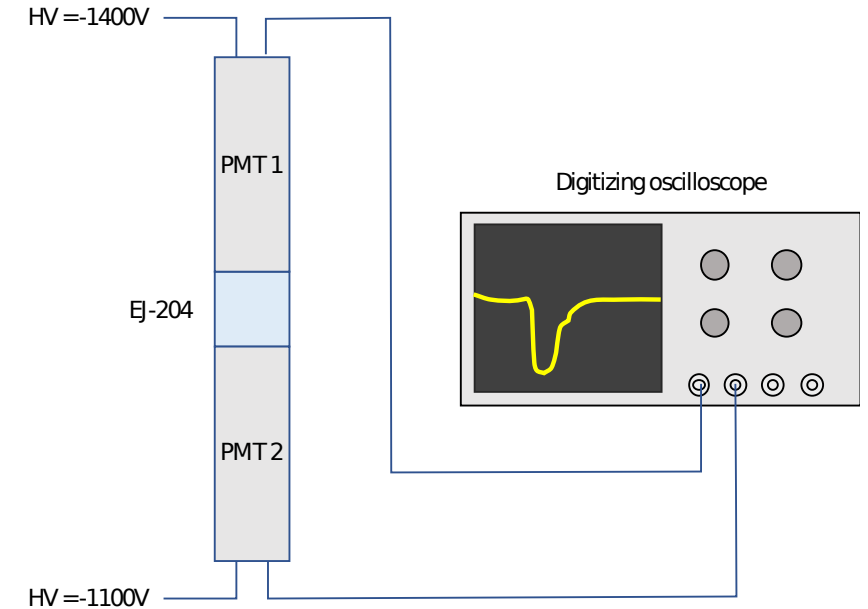 HV = -1400V
PMT 1
Digitizing oscilloscope
EJ-204
PMT 2
HV = -1100V